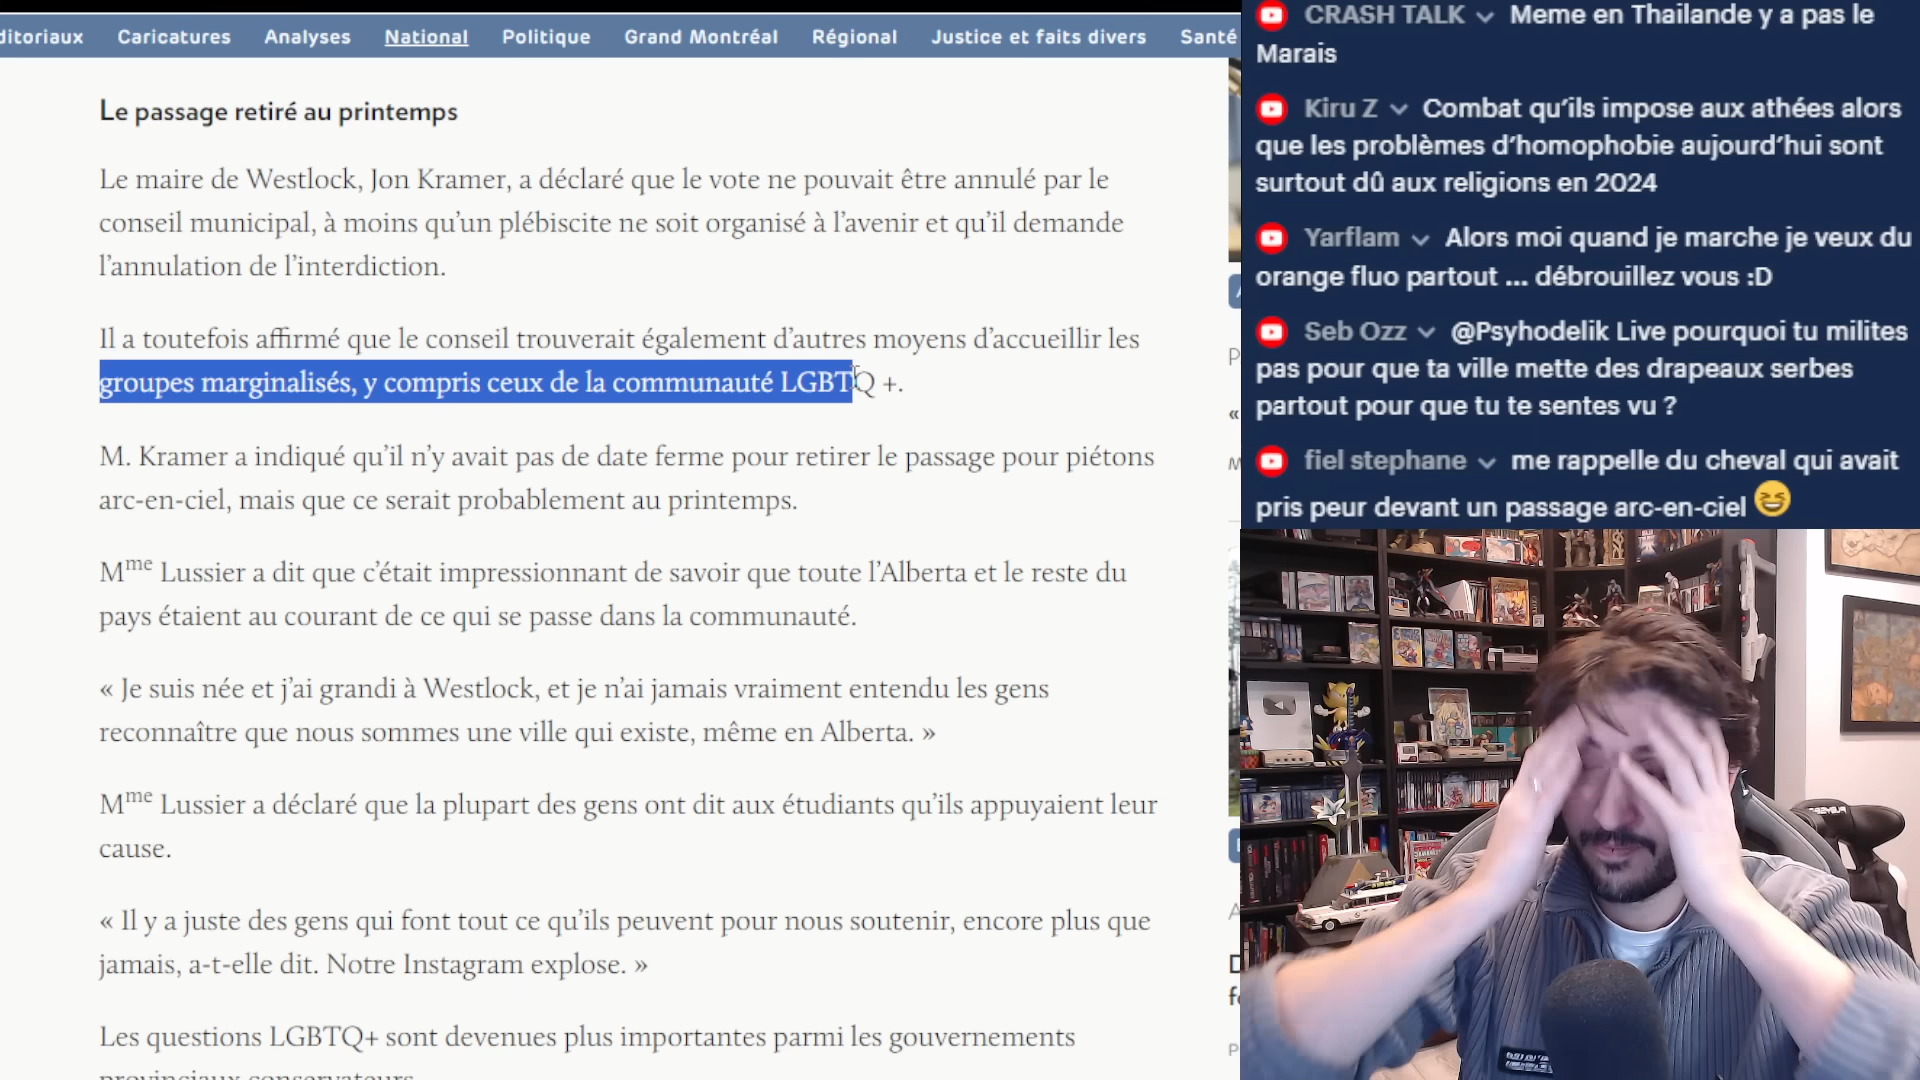 ditoriaux Caricatures Analyses National Politique Grand Montréal Régional Justice et faits divers Santé
Le passage retiré au printemps
Le maire de Westlock, Jon Kramer, a déclaré que le vote ne pouvait être annulé par le
conseil municipal, à moins qu’un plébiscite ne soit organisé à l’avenir et qu’il demande
l’annulation de l’interdiction.
Il a toutefois affirmé que le conseil trouverait également d’autres moyens d’accueillir les
groupes marginalisés, y compris ceux de la communauté LGBTQ +.
M. Kramer a indiqué qu’il n’y avait pas de date ferme pour retirer le passage pour piétons
arc-en-ciel, mais que ce serait probablement au printemps.
Mme Lussier a dit que c’était impressionnant de savoir que toute l’Alberta et le reste du
pays étaient au courant de ce qui se passe dans la communauté.
« Je suis née et j’ai grandi à Westlock, et je n’ai jamais vraiment entendu les gens
reconnaître que nous sommes une ville qui existe, même en Alberta. »
Mme Lussier a déclaré que la plupart des gens ont dit aux étudiants qu’ils appuyaient leur
cause.
« Il y a juste des gens qui font tout ce qu’ils peuvent pour nous soutenir, encore plus que
jamais, a-t-elle dit. Notre Instagram explose. »
Les questions LGBTQ+ sont devenues plus importantes parmi les gouvernements
provinciaux conservateurs
CRASH TALK Meme en Thailande y a pas le
Marais
Kiru Z Combat qu’ils impose aux athées alors
que les problèmes d’homophobie aujourd’hui sont
surtout dû aux religions en 2024
Yarflam Alors moi quand je marche je veux du
orange fluo partout ... débrouillez vous :D
Seb Ozz @Psyhodelik Live pourquoi tu milites
pas pour que ta ville mette des drapeaux serbes
partout pour que tu te sentes vu ?
fiel stephane me rappelle du cheval qui avait
pris peur devant un passage arc-en-ciel 😆